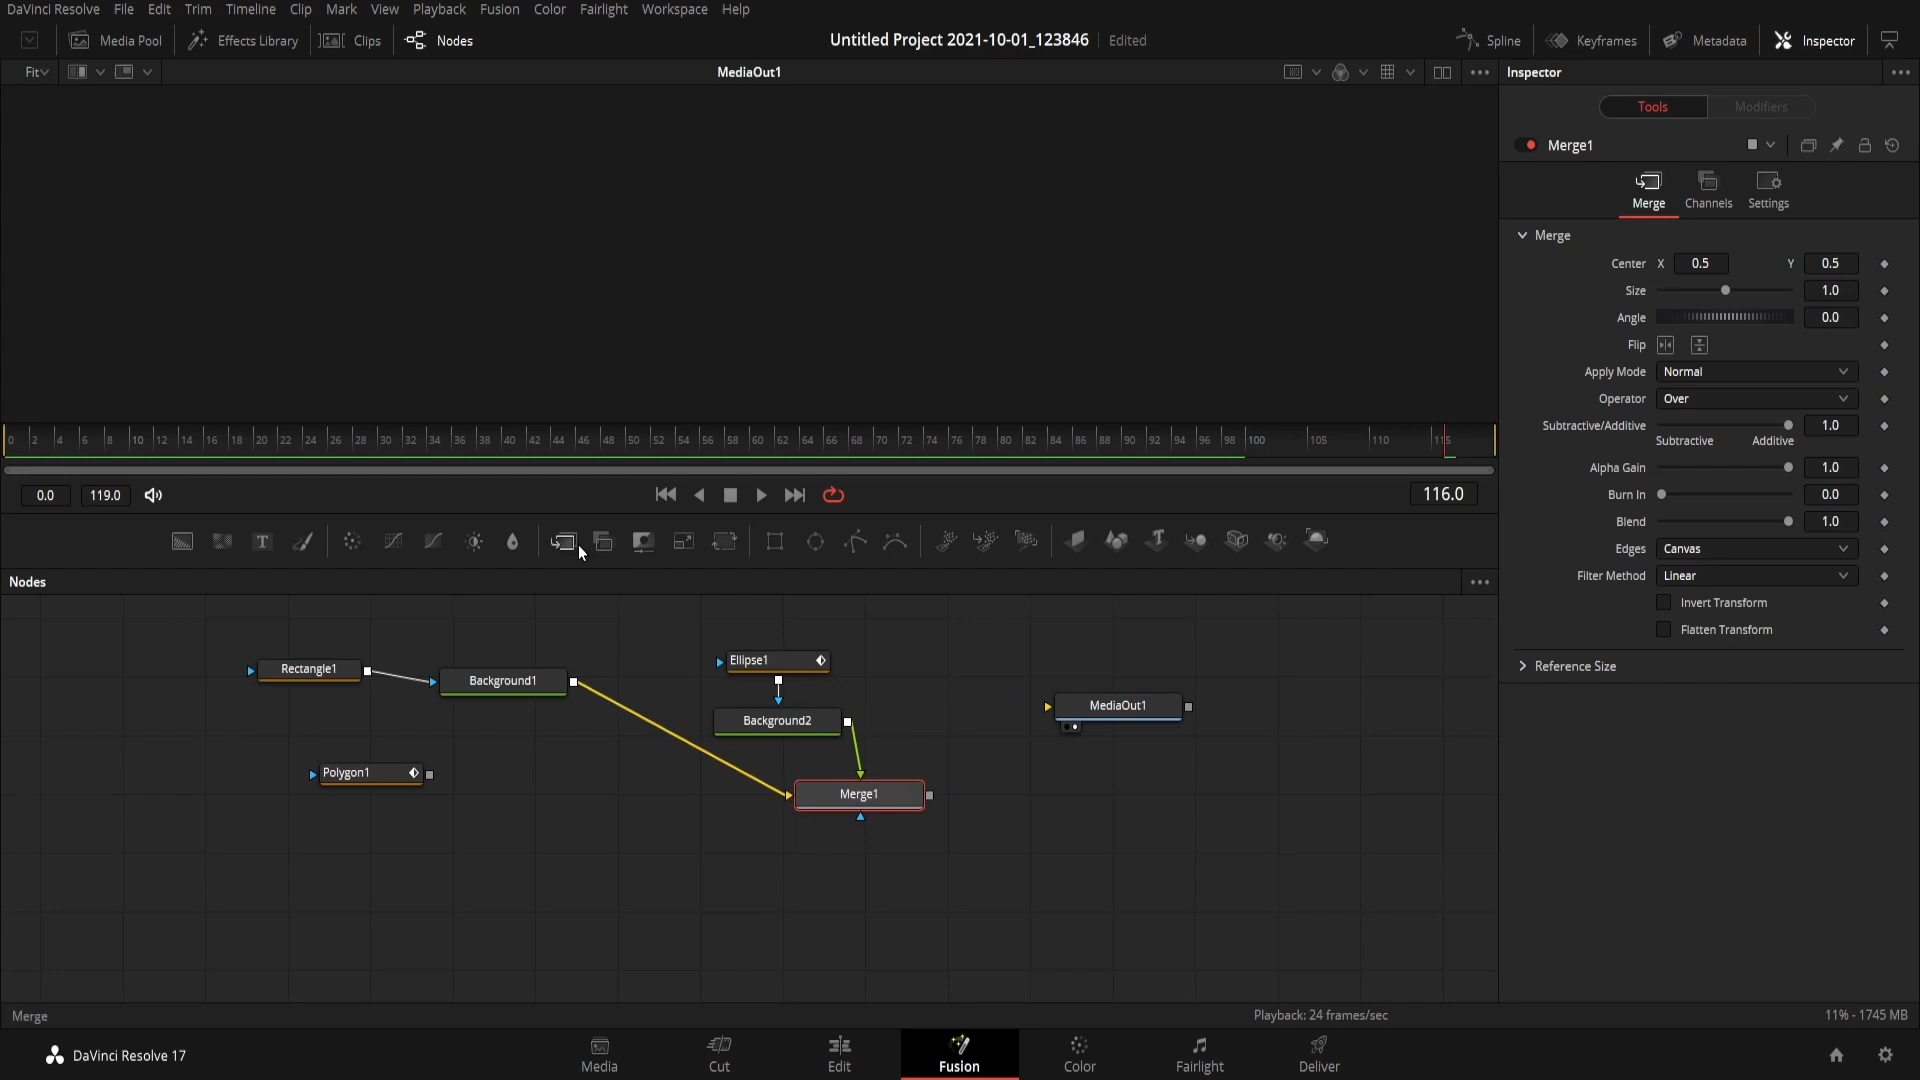 DaVinci Resolve File Edit Trim Timeline Clip Mark View Playback Fusion Color Fairlight Workspace Help
Media Pool Effects Library Clips Nodes Untitled Project 2021-10-01_123846 Edited Spline Keyframes Metadata Inspector
Fit MediaOut1 Inspector
Tools Modifiers
Merge1
Merge Channels Settings
Merge
Center X 0.5 Y 0.5
Size 1.0
Angle 0.0
Flip
Apply Mode Normal
Operator Over
Subtractive/Additive 1.0
Subtractive Additive
Alpha Gain 1.0
Burn In 0.0
Blend 1.0
Edges Canvas
Filter Method Linear
Invert Transform
Flatten Transform
Reference Size
0 2 4 6 8 10 12 14 16 18 20 22 24 26 28 30 32 34 36 38 40 42 44 46 48 50 52 54 56 58 60 62 64 66 68 70 72 74 76 78 80 82 84 86 88 90 92 94 96 98 100 105 110 115
0.0 119.0 116.0
T T
Nodes
Ellipse1
Rectangle1 Background1
Background2
MediaOut1
Polygon1
Merge1
Merge Playback: 24 frames/sec 11% - 1745 MB
DaVinci Resolve 17 Media Cut Edit Fusion Color Fairlight Deliver